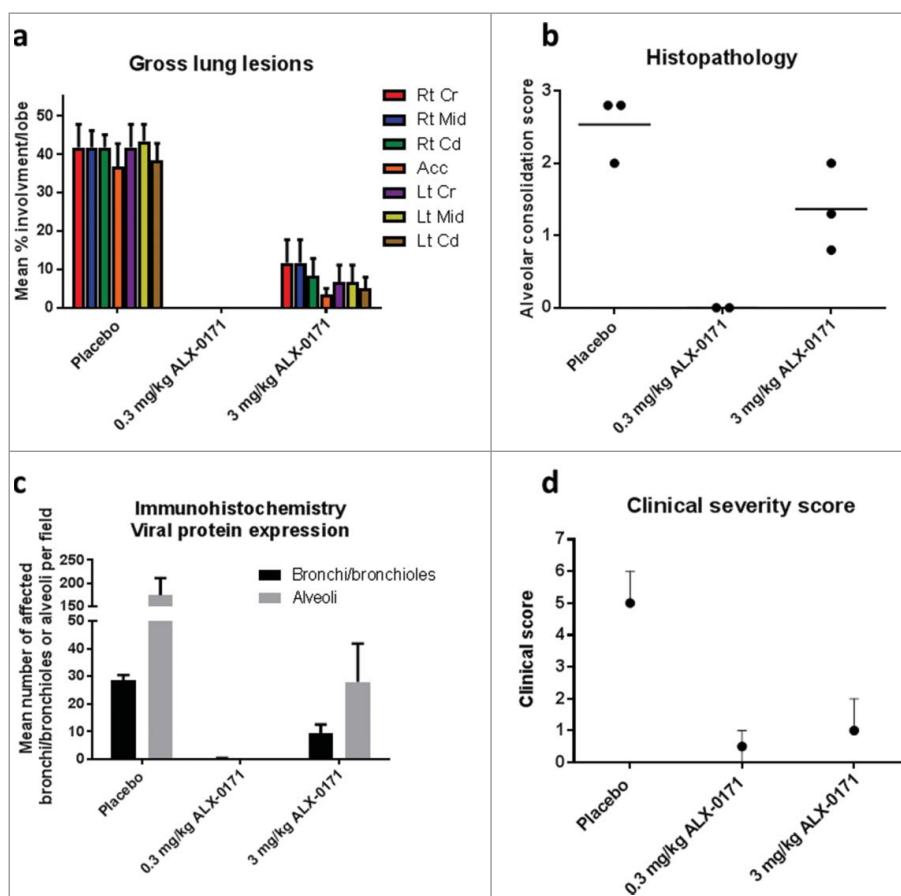 a
Gross lung lesions
Mean % involvment/lobe
50
40
30
20
10
0
Rt Cr
Rt Mid
Rt Cd
Acc
Lt Cr
Lt Mid
Lt Cd
Placebo
0.3 mg/kg ALX-0171
3 mg/kg ALX-0171
b
Histopathology
Alveolar consolidation score
3
2
1
0
Placebo
0.3 mg/kg ALX-0171
3 mg/kg ALX-0171
c
Immunohistochemistry
Viral protein expression
Mean number of affected
bronchi/bronchioles or alveoli per field
250
200
150
50
40
30
20
10
0
Bronchi/bronchioles
Alveoli
Placebo
0.3 mg/kg ALX-0171
3 mg/kg ALX-0171
d
Clinical severity score
Clinical score
7
6
5
4
3
2
1
0
Placebo
0.3 mg/kg ALX-0171
3 mg/kg ALX-0171